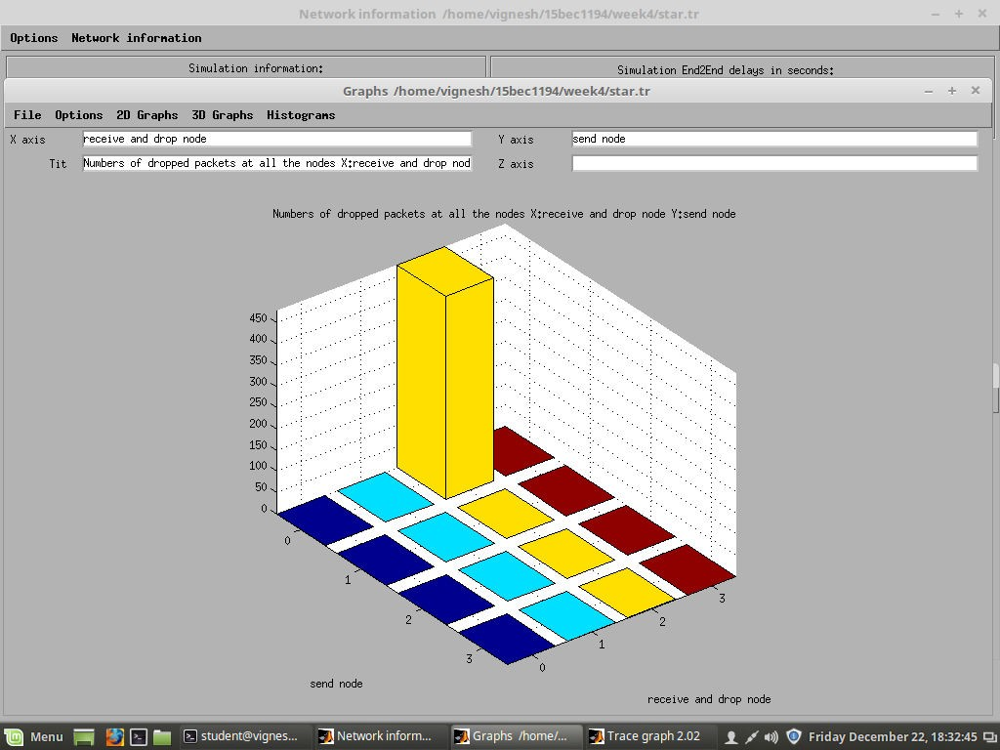 Network information /home/vignesh/15bec1194/week4/star.tr
Options Network information
Simulation information: Simulation End2End delays in seconds:
Graphs /home/vignesh/15bec1194/week4/star.tr
File Options 2D Graphs 3D Graphs Histograms
X axis receive and drop node Y axis send node
Tit Numbers of dropped packets at all the nodes X:receive and drop nod Z axis
Numbers of dropped packets at all the nodes X:receive and drop node Y:send node
450
400
350
300
250
200
150
100
50
0
0
1
2
3
0
1
2
3
send node
receive and drop node
Menu student@vignes... Network inform... Graphs /home/... Trace graph 2.02 Friday December 22, 18:32:45